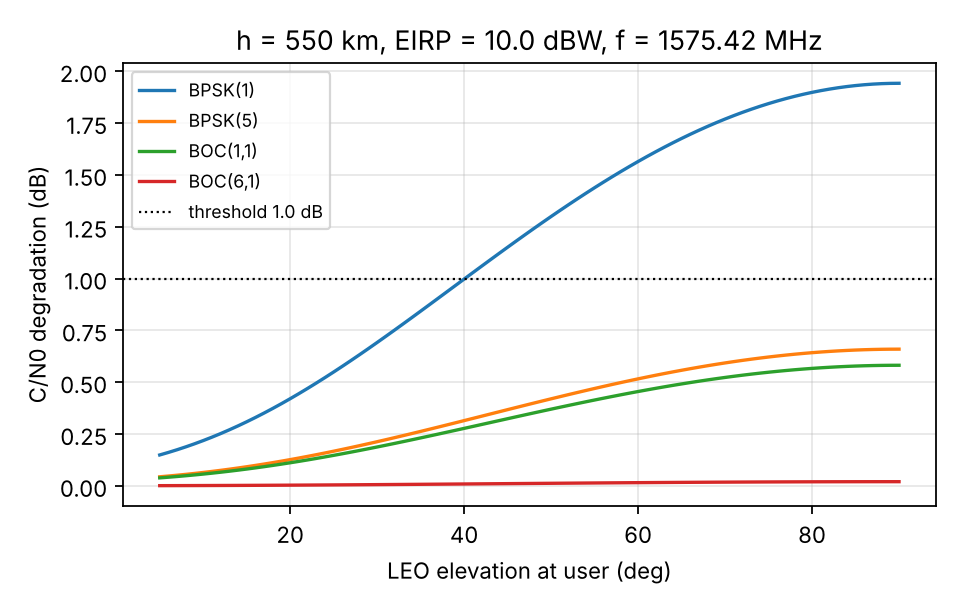 h = 550 km, EIRP = 10.0 dBW, f = 1575.42 MHz
C/N0 degradation (dB)
2.00
1.75
1.50
1.25
1.00
0.75
0.50
0.25
0.00
BPSK(1)
BPSK(5)
BOC(1,1)
BOC(6,1)
threshold 1.0 dB
20 40 60 80
LEO elevation at user (deg)